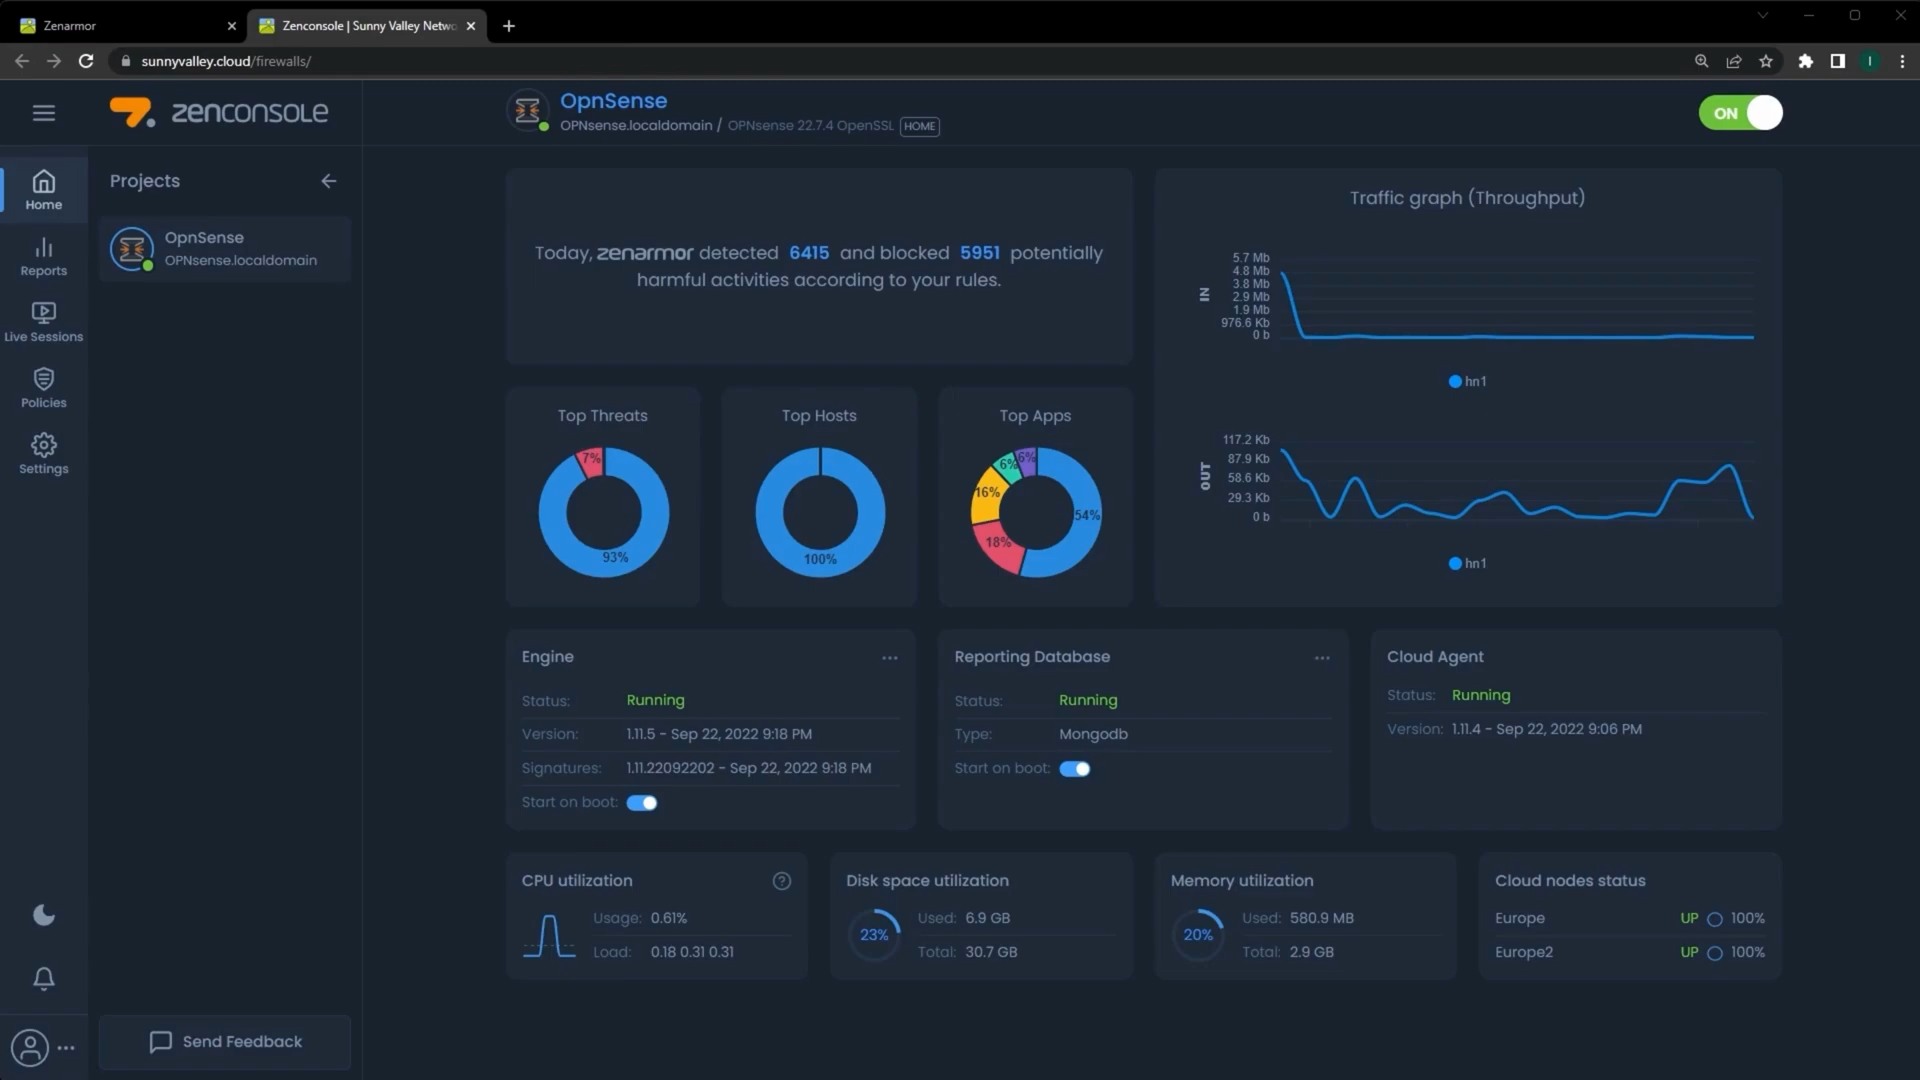 Zenarmor
Zenconsole | Sunny Valley Netwo
sunnyvalley.cloud/firewalls/
I
zenconsole
OpnSense
OPNsense.localdomain / OPNsense 22.7.4 OpenSSL HOME
ON
Home
Reports
Live Sessions
Policies
Settings
Projects
OpnSense
OPNsense.localdomain
Today, zenarmor detected 6415 and blocked 5951 potentially
harmful activities according to your rules.
Traffic graph (Throughput)
IN
5.7 Mb
4.8 Mb
3.8 Mb
2.9 Mb
1.9 Mb
976.6 Kb
0 b
hn1
OUT
117.2 Kb
87.9 Kb
58.6 Kb
29.3 Kb
0 b
hn1
Top Threats
7%
93%
Top Hosts
100%
Top Apps
6%
6%
16%
54%
18%
Engine
Status: Running
Version: 1.11.5 - Sep 22, 2022 9:18 PM
Signatures: 1.11.22092202 - Sep 22, 2022 9:18 PM
Start on boot:
Reporting Database
Status: Running
Type: Mongodb
Start on boot:
Cloud Agent
Status: Running
Version: 1.11.4 - Sep 22, 2022 9:06 PM
CPU utilization
Usage: 0.61%
Load: 0.18 0.31 0.31
Disk space utilization
23%
Used: 6.9 GB
Total: 30.7 GB
Memory utilization
20%
Used: 580.9 MB
Total: 2.9 GB
Cloud nodes status
Europe UP 100%
Europe2 UP 100%
Send Feedback